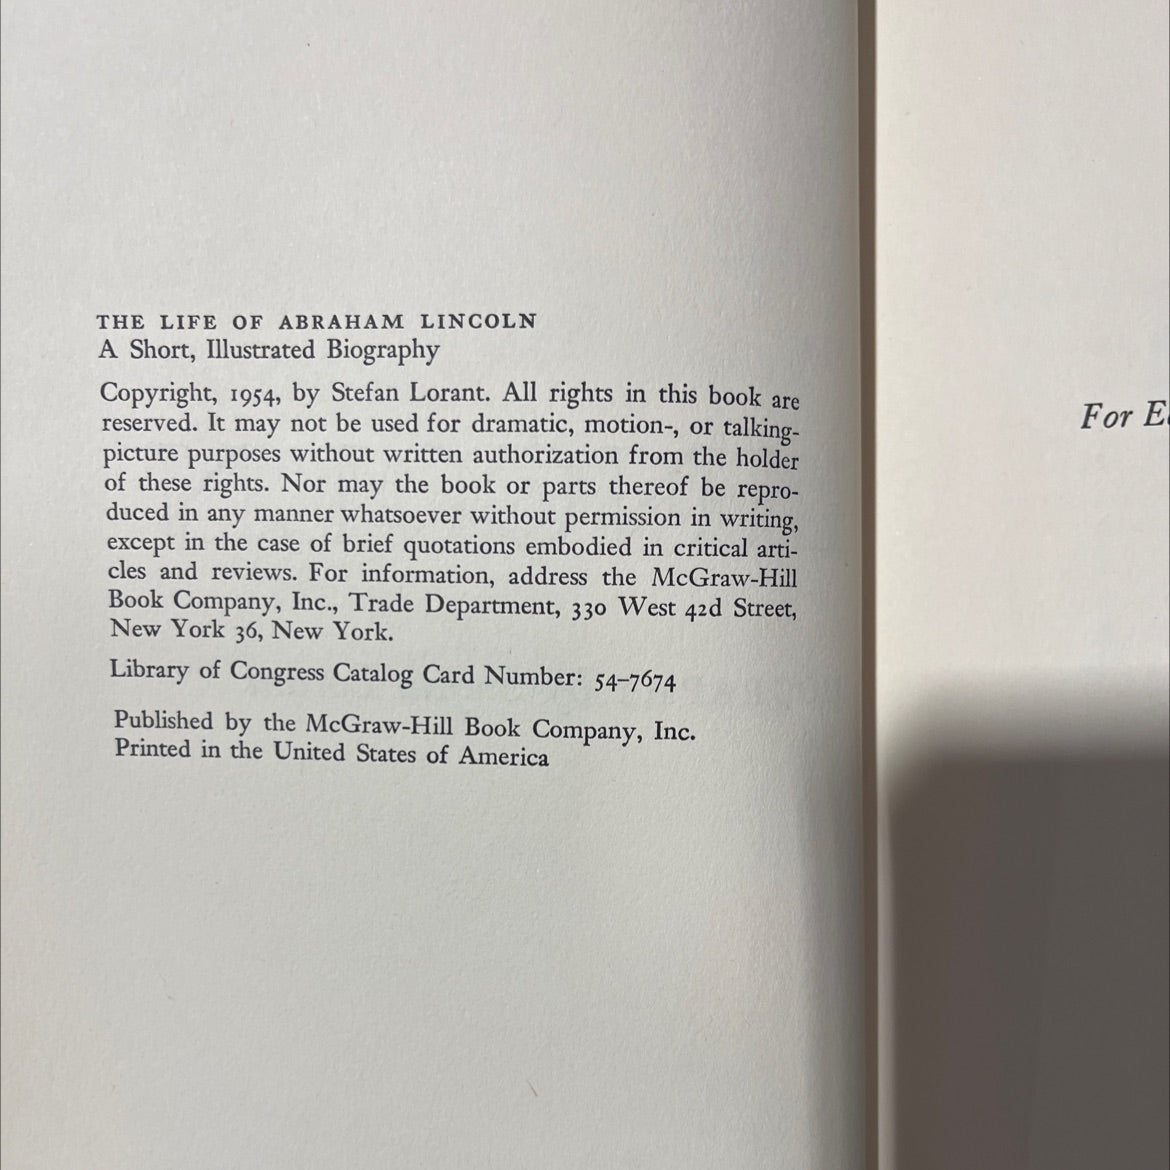 THE LIFE OF ABRAHAM LINCOLN
A Short, Illustrated Biography
Copyright, 1954, by Stefan Lorant. All rights in this book are
reserved. It may not be used for dramatic, motion-, or talking-
picture purposes without written authorization from the holder
of these rights. Nor may the book or parts thereof be repro-
duced in any manner whatsoever without permission in writing,
except in the case of brief quotations embodied in critical arti-
cles and reviews. For information, address the McGraw-Hill
Book Company, Inc., Trade Department, 330 West 42d Street,
New York 36, New York.
Library of Congress Catalog Card Number: 54–7674
Published by the McGraw-Hill Book Company, Inc.
Printed in the United States of America
For